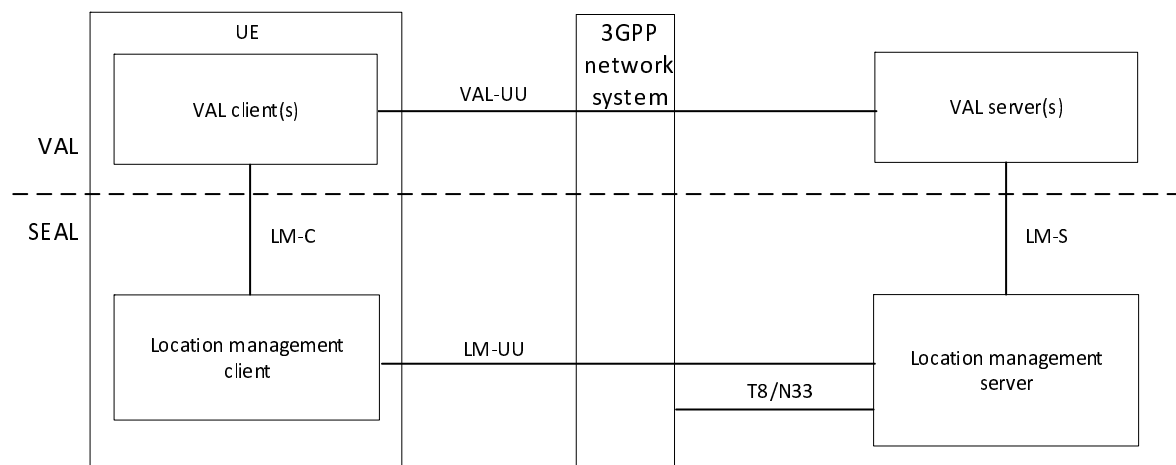 UE
3GPP
network
system
VAL client(s)
VAL-UU
VAL server(s)
VAL
SEAL
LM-C
LM-S
Location management
client
LM-UU
Location management
server
T8/N33